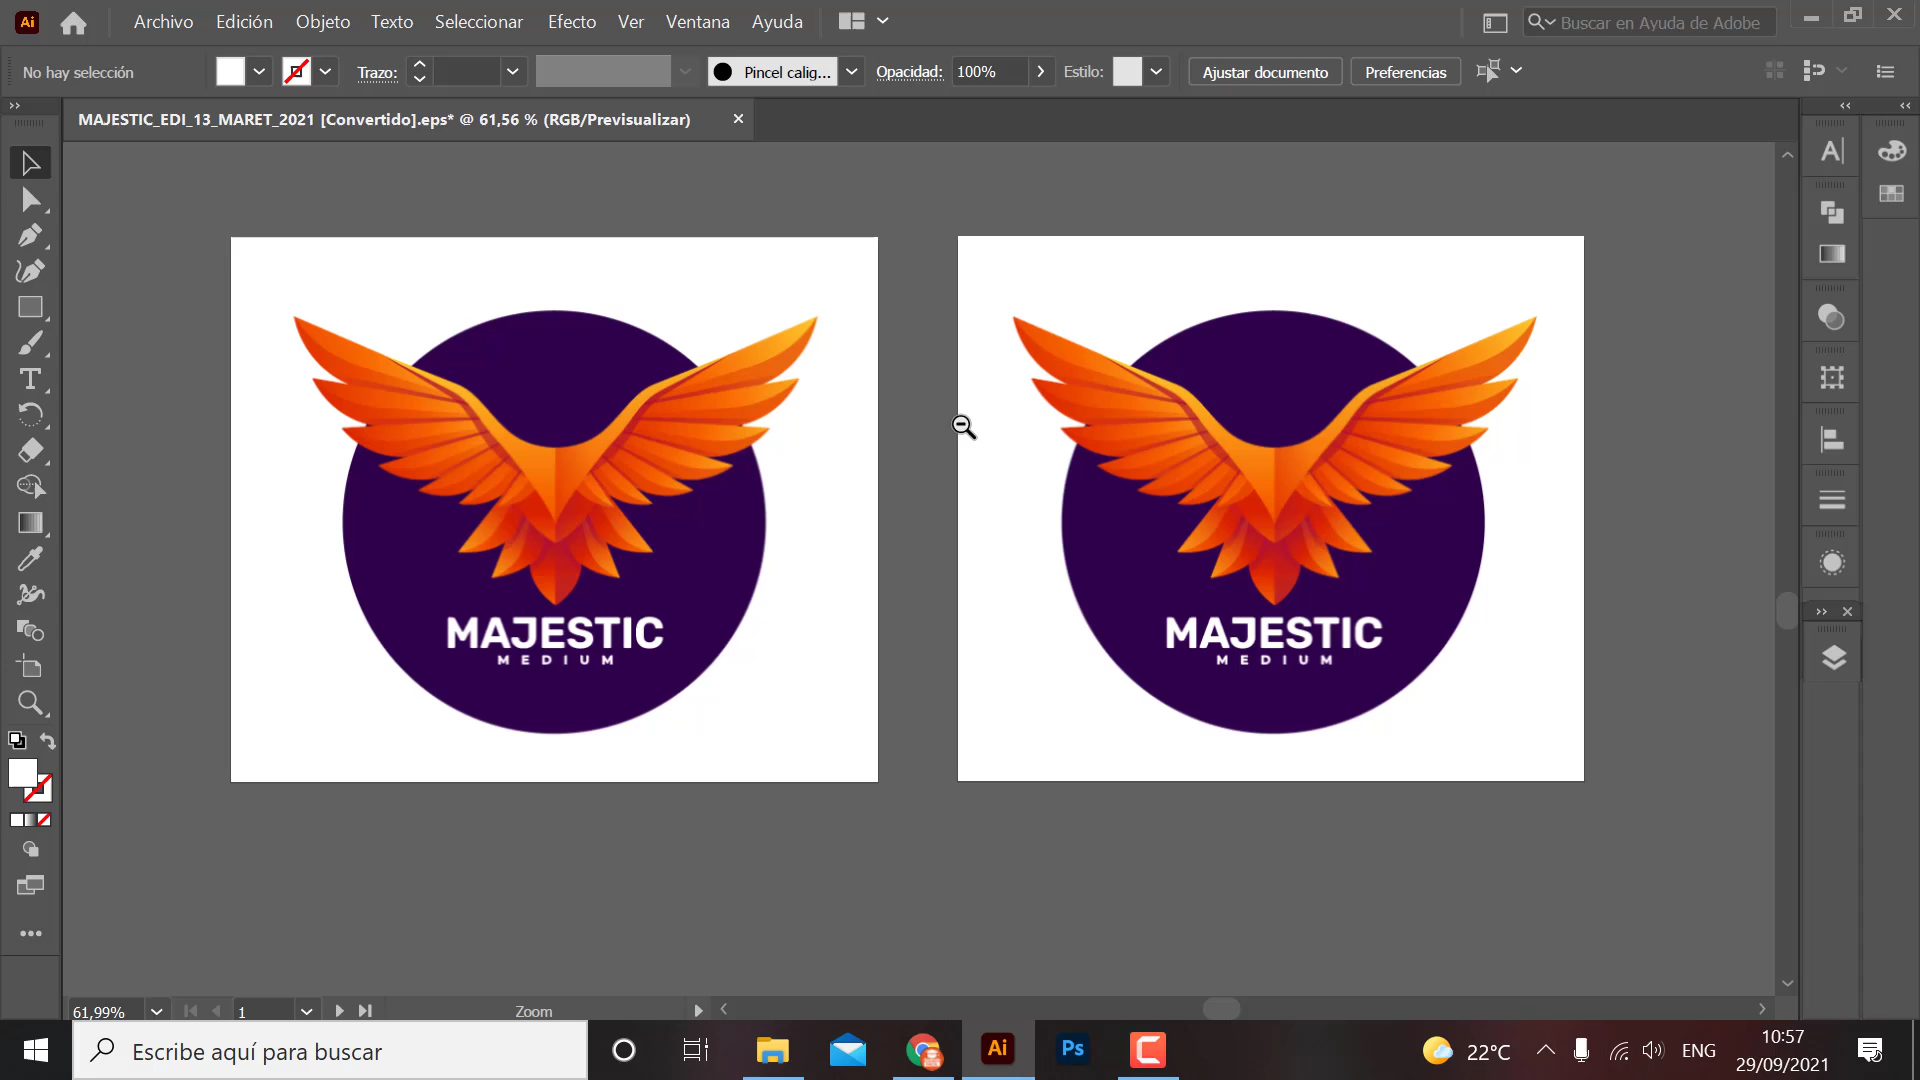 Ai Archivo Edición Objeto Texto Seleccionar Efecto Ver Ventana Ayuda Buscar en Ayuda de Adobe
No hay selección Trazo: Pincel calig... Opacidad: 100% Estilo: Ajustar documento Preferencias
MAJESTIC_EDI_13_MARET_2021 [Convertido].eps* @ 61,56 % (RGB/Previsualizar)
MAJESTIC
MEDIUM
MAJESTIC
MEDIUM
61,99% 1 Zoom
Escribe aquí para buscar Ai Ps 22°C ENG 10:57
29/09/2021